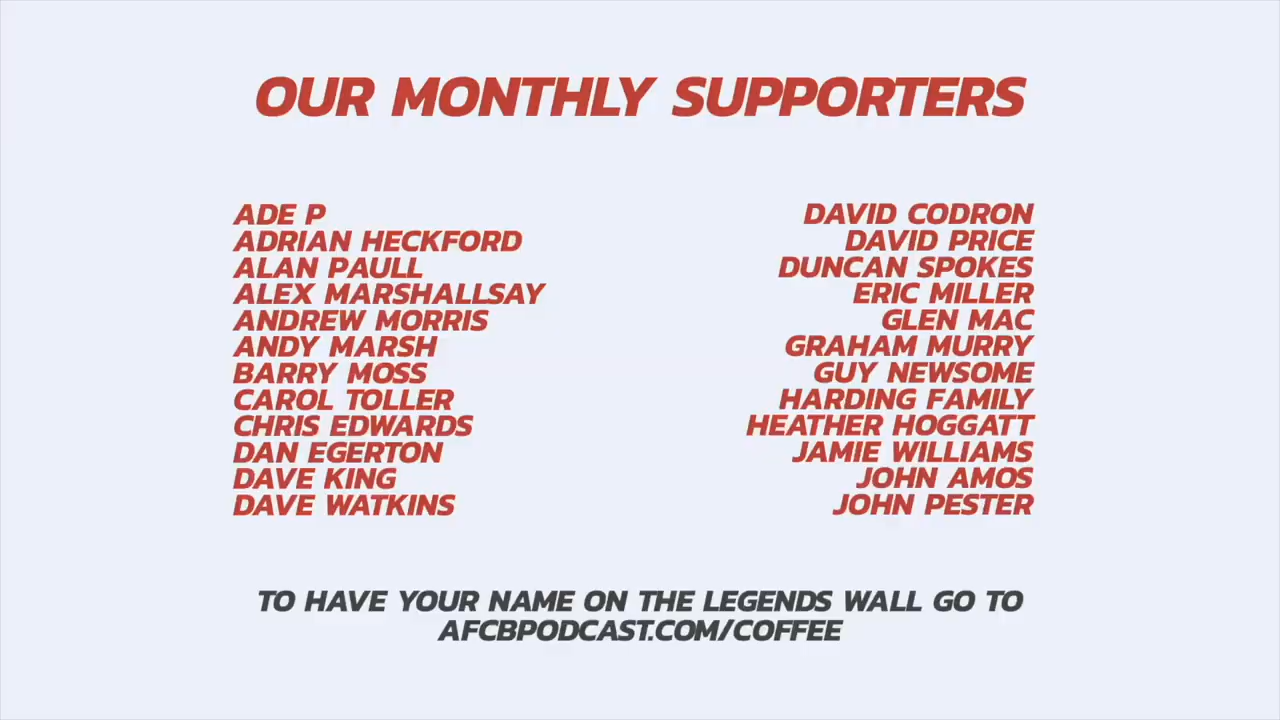 OUR MONTHLY SUPPORTERS
ADE P
ADRIAN HECKFORD
ALAN PAULL
ALEX MARSHALLSAY
ANDREW MORRIS
ANDY MARSH
BARRY MOSS
CAROL TOLLER
CHRIS EDWARDS
DAN EGERTON
DAVE KING
DAVE WATKINS
DAVID CODRON
DAVID PRICE
DUNCAN SPOKES
ERIC MILLER
GLEN MAC
GRAHAM MURRY
GUY NEWSOME
HARDING FAMILY
HEATHER HOGGATT
JAMIE WILLIAMS
JOHN AMOS
JOHN PESTER
TO HAVE YOUR NAME ON THE LEGENDS WALL GO TO
AFCBPODCAST.COM/COFFEE